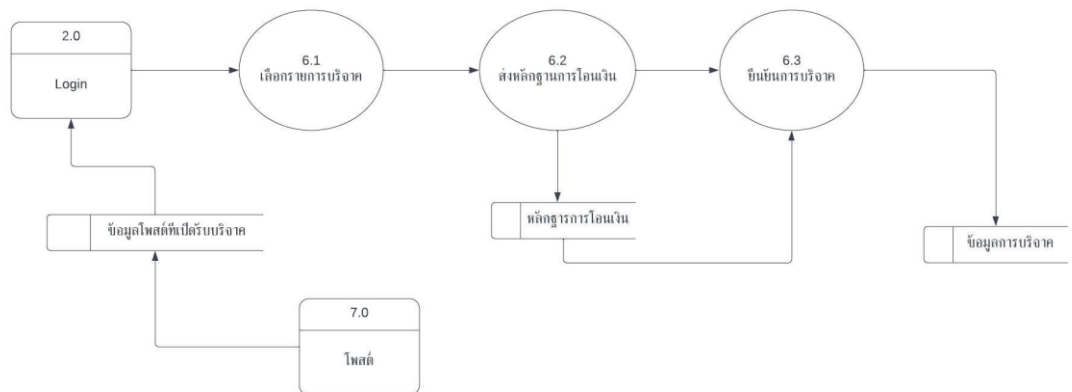 2.0
Login
6.1
เลือกรายการบริจาค
6.2
ส่งหลักฐานการโอนเงิน
6.3
ยืนยันการบริจาค
ข้อมูลโพสต์ที่เปิดรับบริจาค
หลักฐารการโอนเงิน
ข้อมูลการบริจาค
7.0
โพสต์